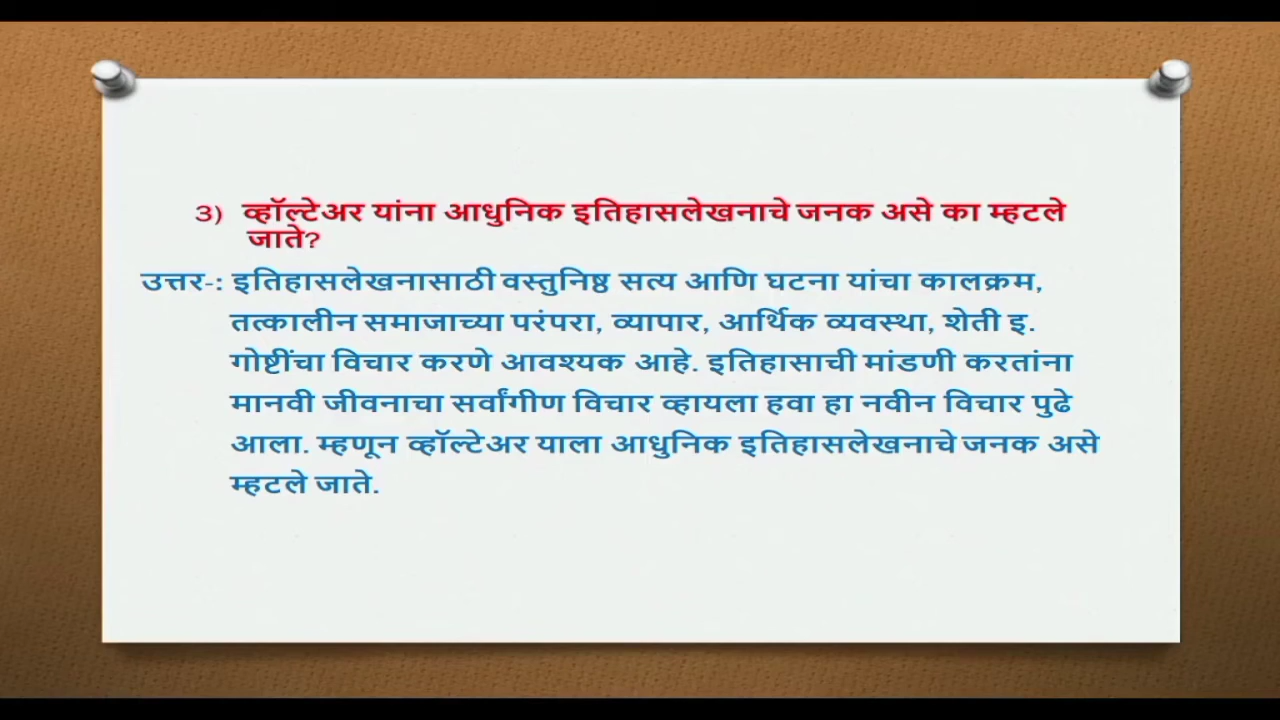 3) व्हॉल्टेअर यांना आधुनिक इतिहासलेखनाचे जनक असे का म्हटले
जाते?
उत्तर-: इतिहासलेखनासाठी वस्तुनिष्ठ सत्य आणि घटना यांचा कालक्रम,
तत्कालीन समाजाच्या परंपरा, व्यापार, आर्थिक व्यवस्था, शेती इ.
गोष्टींचा विचार करणे आवश्यक आहे. इतिहासाची मांडणी करतांना
मानवी जीवनाचा सर्वांगीण विचार व्हायला हवा हा नवीन विचार पुढे
आला. म्हणून व्हॉल्टेअर याला आधुनिक इतिहासलेखनाचे जनक असे
म्हटले जाते.